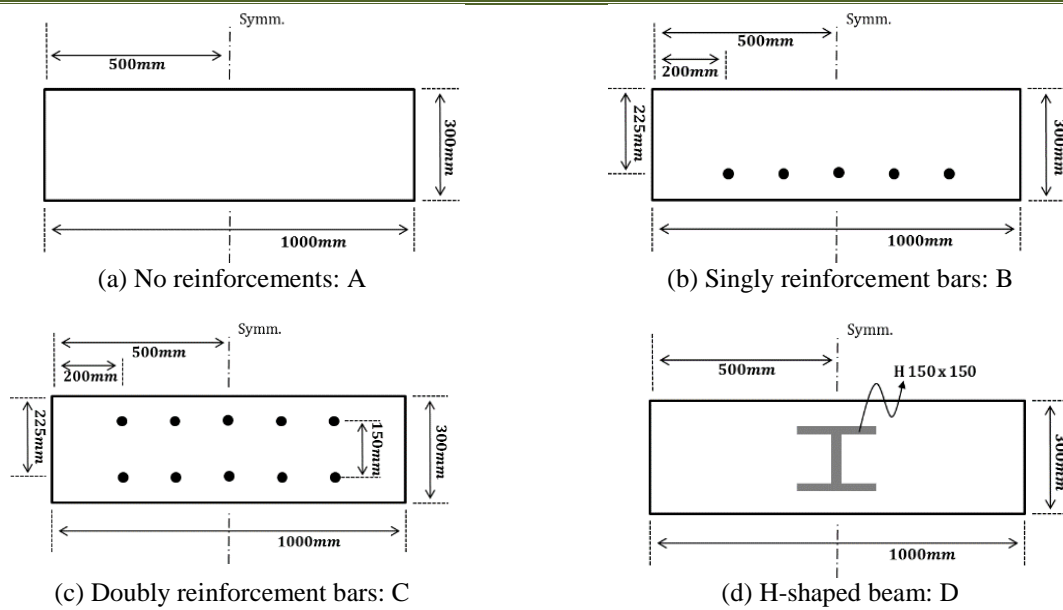 Symm.
500mm
300mm
1000mm
(a) No reinforcements: A
Symm.
500mm
200mm
225mm
300mm
1000mm
(b) Singly reinforcement bars: B
Symm.
500mm
200mm
225mm
150mm
300mm
1000mm
(c) Doubly reinforcement bars: C
Symm.
500mm
H 150 x 150
300mm
1000mm
(d) H-shaped beam: D